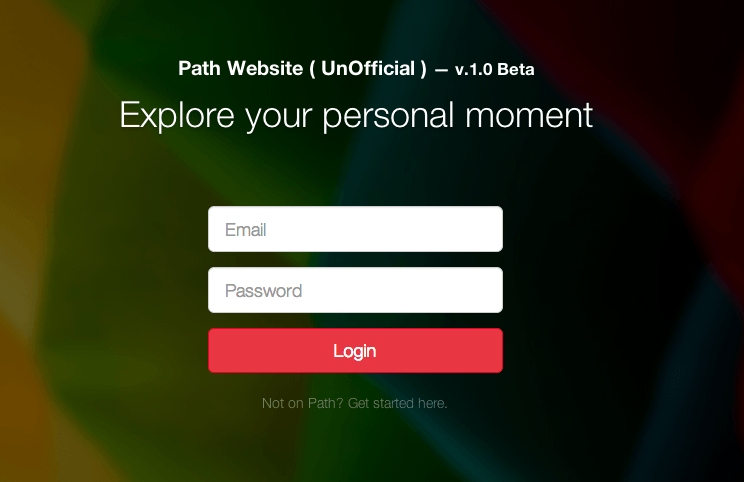 Path Website ( UnOfficial ) — v.1.0 Beta
Explore your personal moment
Email
Password
Login
Not on Path? Get started here.